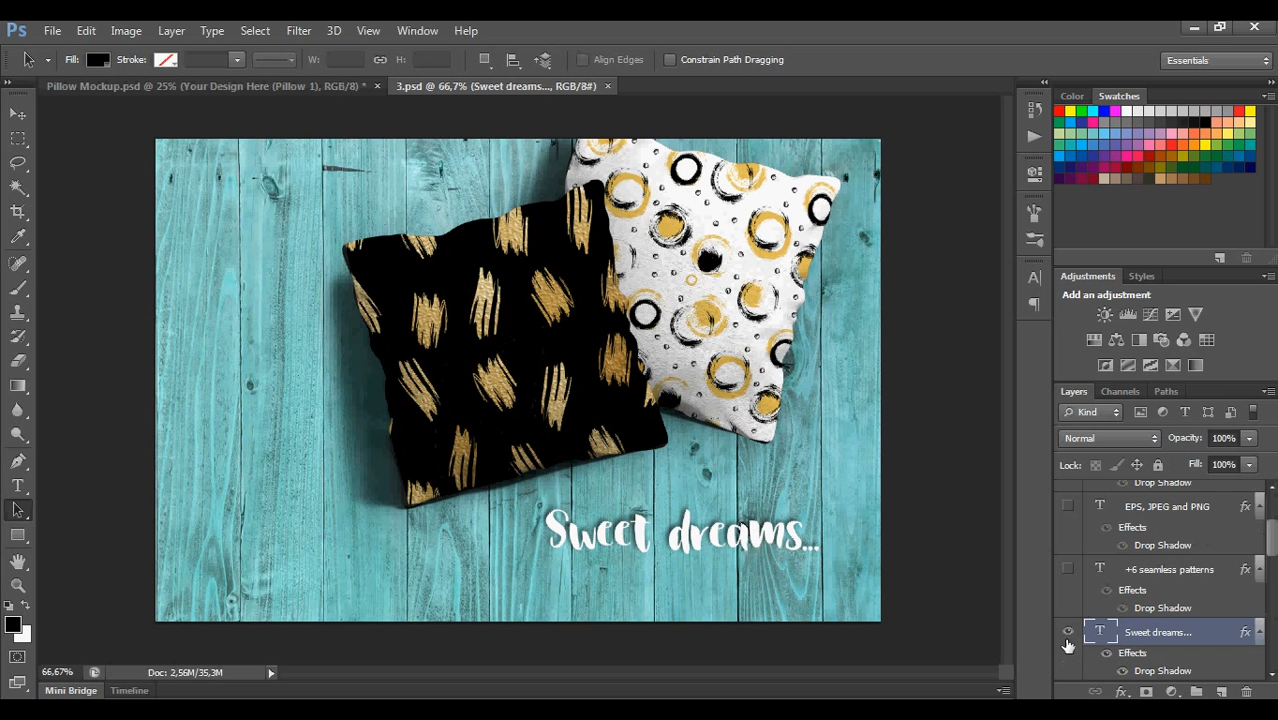 Ps File Edit Image Layer Type Select Filter 3D View Window Help
Fill: Stroke: W: H: Align Edges Constrain Path Dragging Essentials
Pillow Mockup.psd @ 25% (Your Design Here (Pillow 1), RGB/8) * × 3.psd @ 66,7% (Sweet dreams..., RGB/8#) ×
Color Swatches
Adjustments Styles
Add an adjustment
Layers Channels Paths
Kind
Normal Opacity: 100%
Lock: Fill: 100%
Drop Shadow
EPS, JPEG and PNG fx
Effects
Drop Shadow
+6 seamless patterns fx
Effects
Drop Shadow
Sweet dreams... fx
Effects
Drop Shadow
Sweet dreams...
66,67% Doc: 2,56M/35,3M
Mini Bridge Timeline